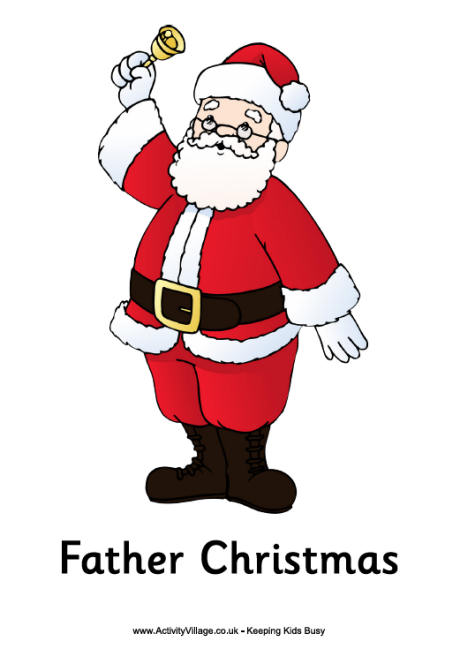 Father Christmas
www.ActivityVillage.co.uk - Keeping Kids Busy